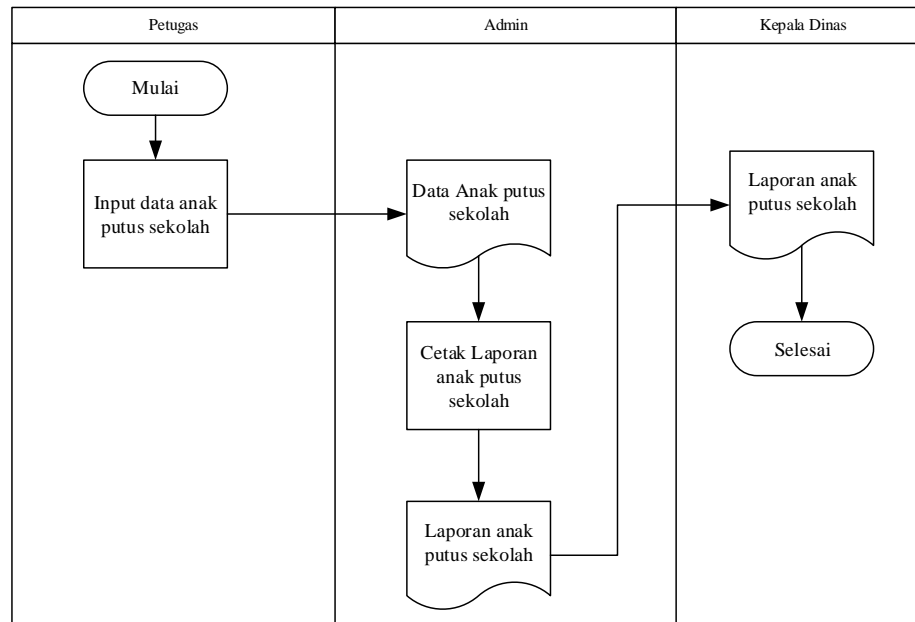 Petugas
Admin
Kepala Dinas
Mulai
Input data anak
putus sekolah
Data Anak putus
sekolah
Cetak Laporan
anak putus
sekolah
Laporan anak
putus sekolah
Laporan anak
putus sekolah
Selesai